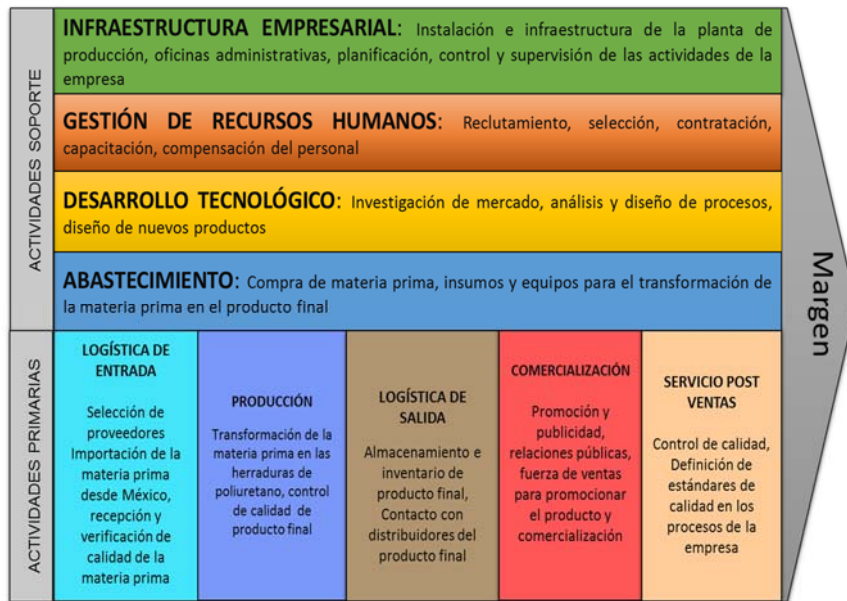 ACTIVIDADES SOPORTE
INFRAESTRUCTURA EMPRESARIAL: Instalación e infraestructura de la planta de
producción, oficinas administrativas, planificación, control y supervisión de las actividades de la
empresa
GESTIÓN DE RECURSOS HUMANOS: Reclutamiento, selección, contratación,
capacitación, compensación del personal
DESARROLLO TECNOLÓGICO: Investigación de mercado, análisis y diseño de procesos,
diseño de nuevos productos
ABASTECIMIENTO: Compra de materia prima, insumos y equipos para el transformación de
la materia prima en el producto final
ACTIVIDADES PRIMARIAS
LOGÍSTICA DE
ENTRADA
Selección de
proveedores
Importación de la
materia prima
desde México,
recepción y
verificación de
calidad de la
materia prima
PRODUCCIÓN
Transformación de la
materia prima en las
herraduras de
poliuretano, control
de calidad de
producto final
LOGÍSTICA DE
SALIDA
Almacenamiento e
inventario de
producto final,
Contacto con
distribuidores del
producto final
COMERCIALIZACIÓN
Promoción y
publicidad,
relaciones públicas,
fuerza de ventas
para promocionar
el producto y
comercialización
SERVICIO POST
VENTAS
Control de calidad,
Definición de
estándares de
calidad en los
procesos de la
empresa
Margen